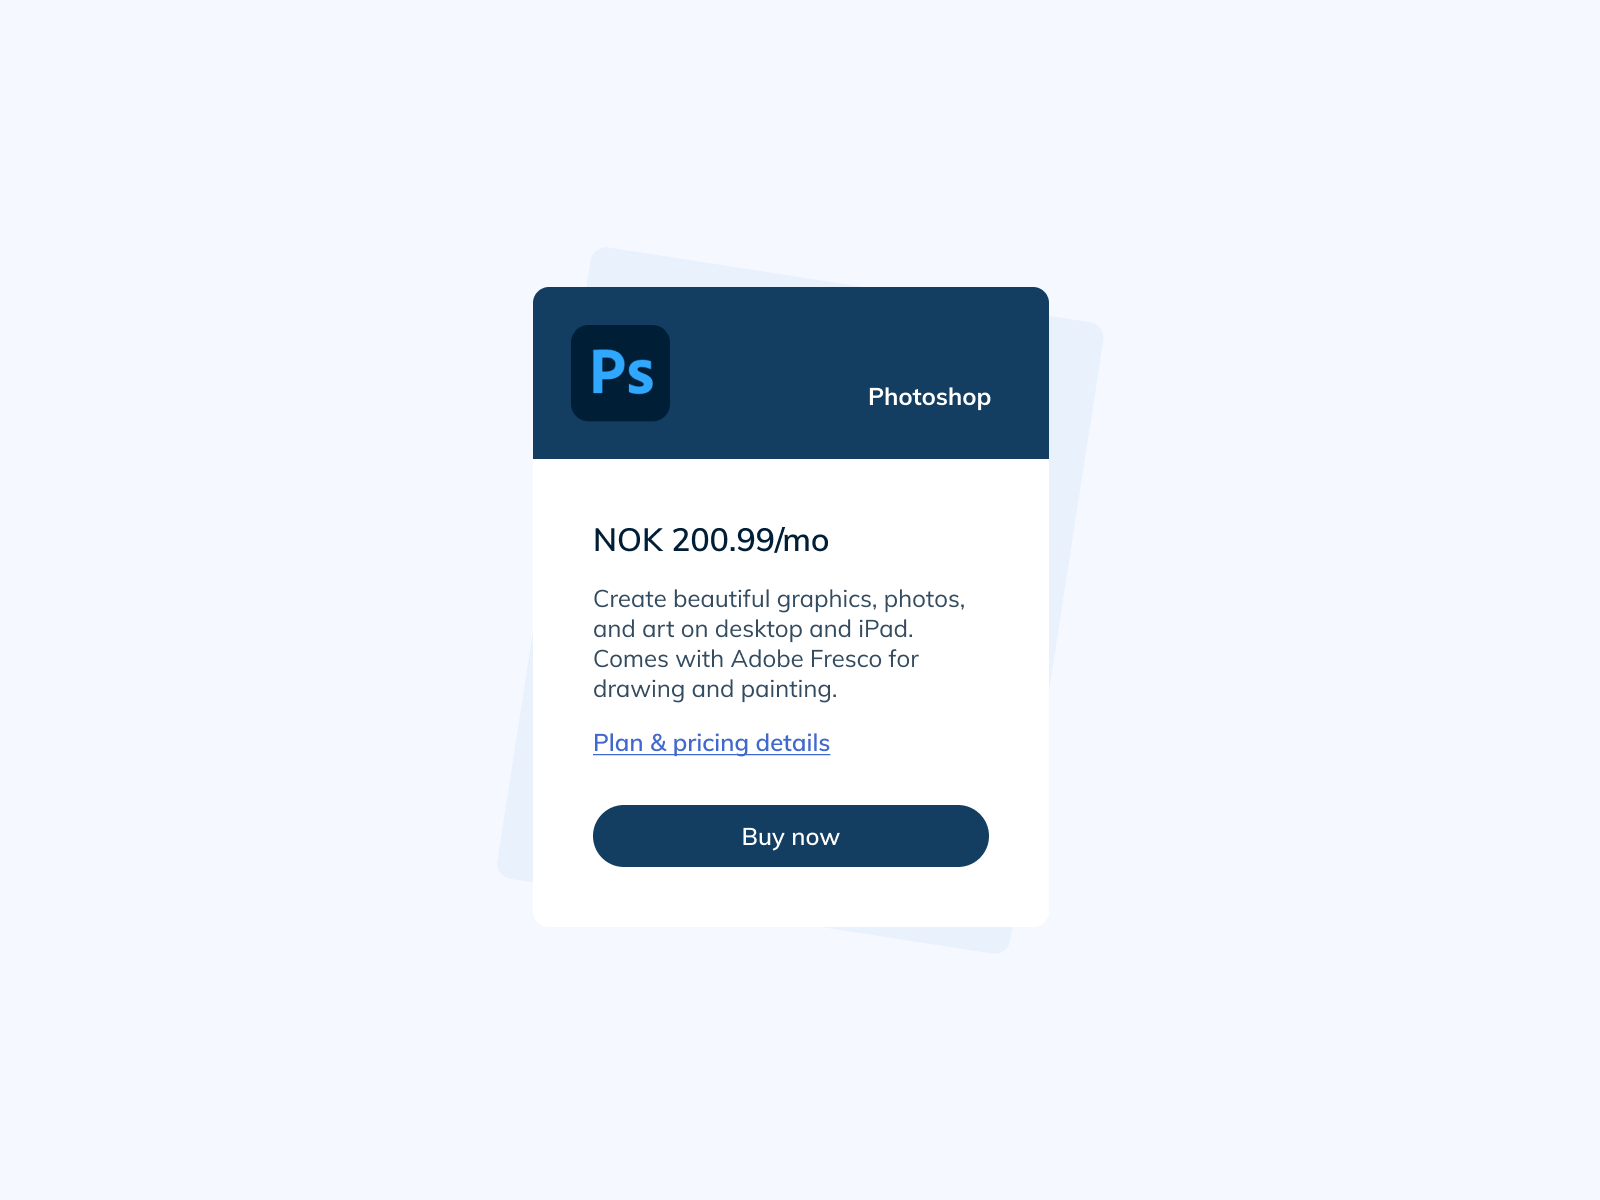 Ps
Photoshop
NOK 200.99/mo
Create beautiful graphics, photos,
and art on desktop and iPad.
Comes with Adobe Fresco for
drawing and painting.
Plan & pricing details
Buy now